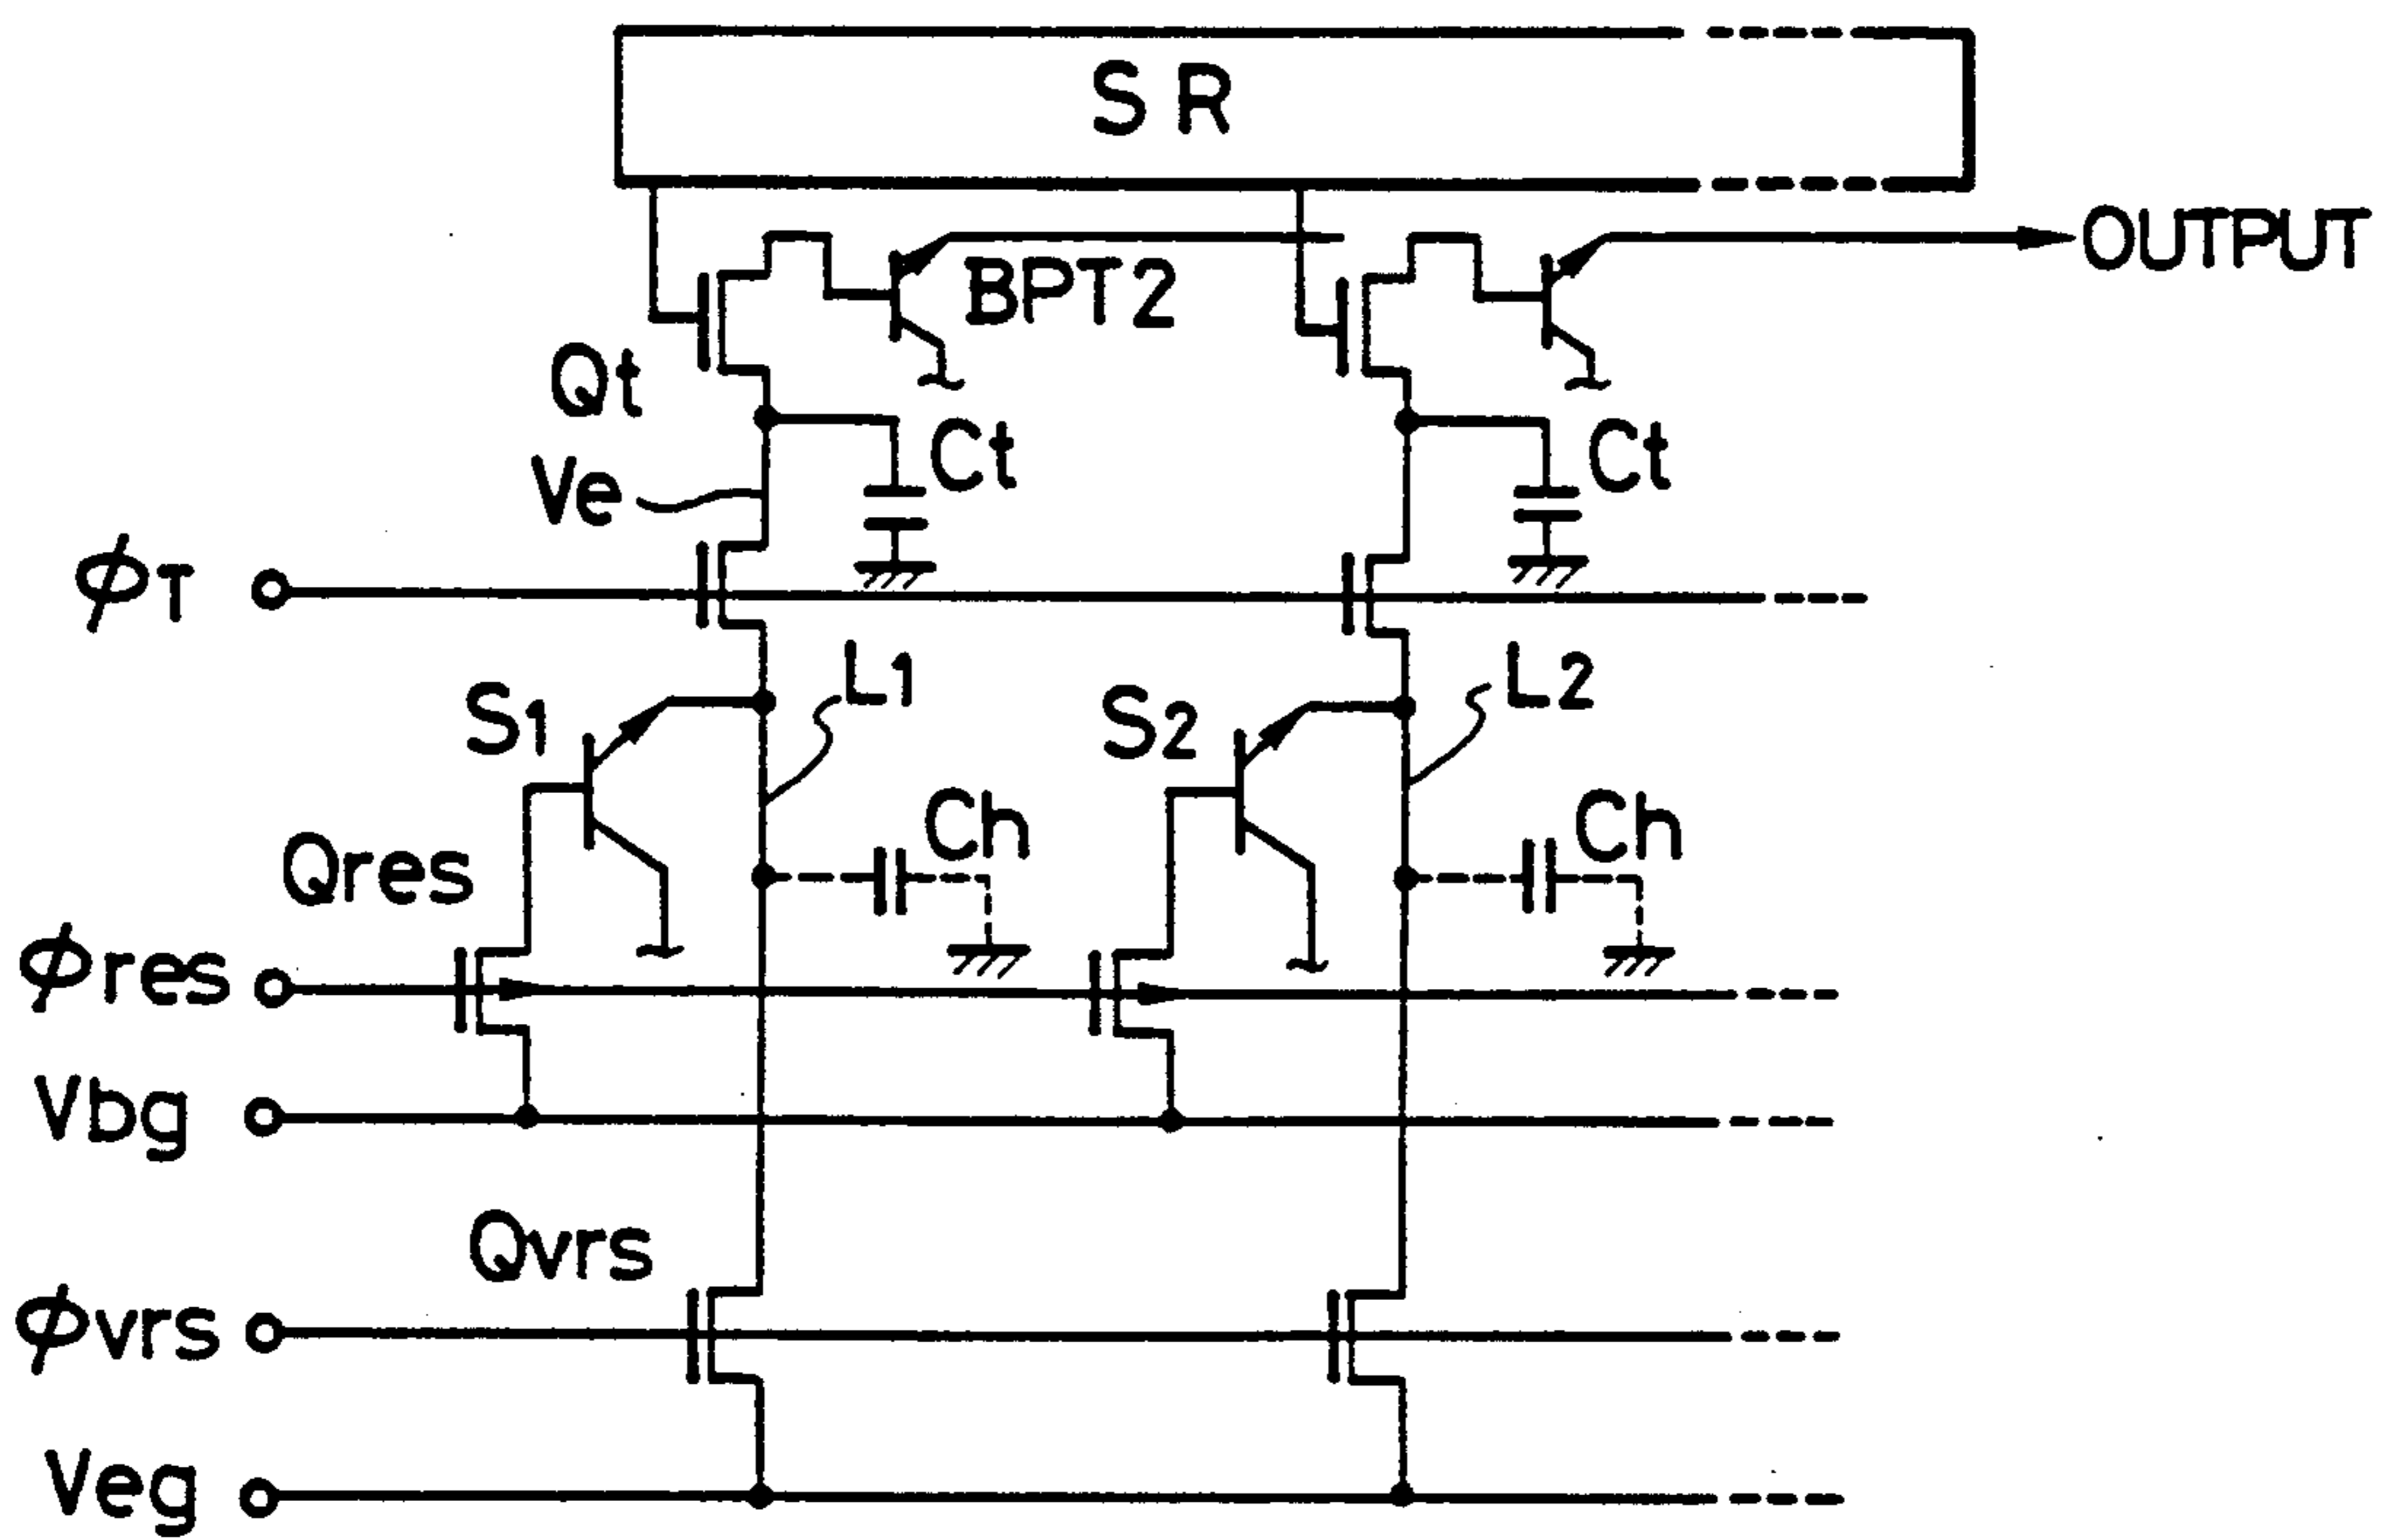 SR
OUTPUT
BPT2
Qt
Ct
Ct
Ve
ϕT
L1
L2
S1
S2
Ch
Ch
Qres
ϕres
Vbg
Qvrs
ϕvrs
Veg